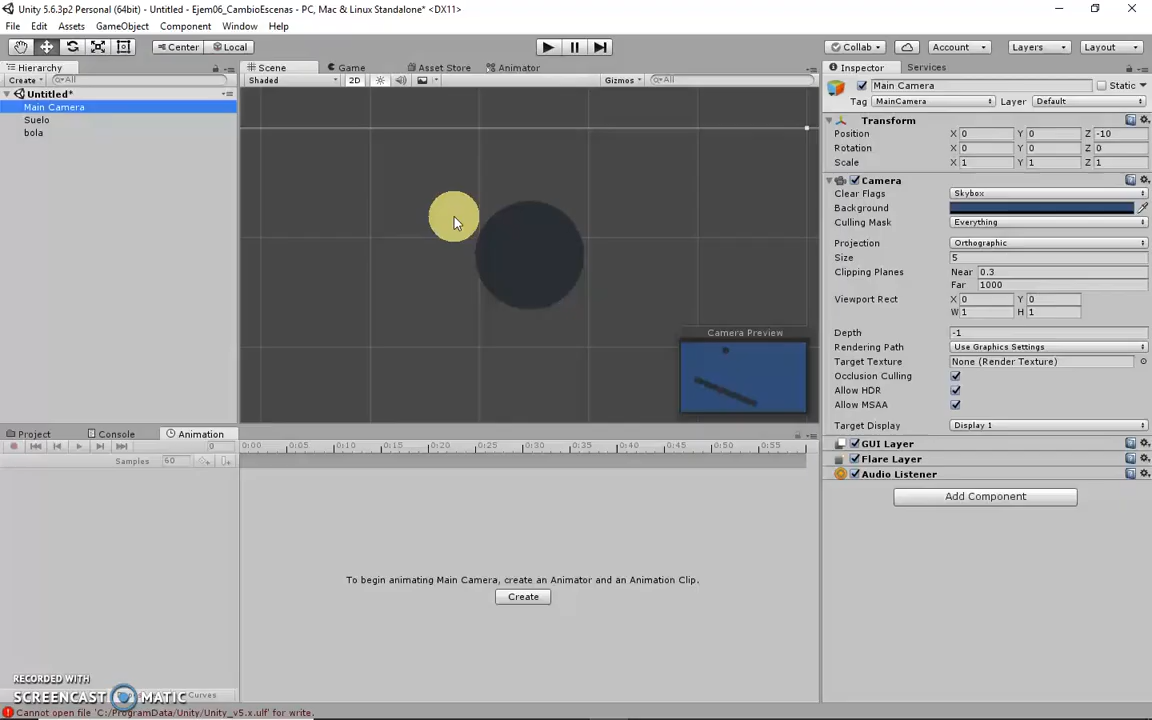 Unity 5.6.3p2 Personal (64bit) - Untitled - Ejem06_CambioEscenas - PC, Mac & Linux Standalone* <DX11>
File Edit Assets GameObject Component Window Help
Center Local Collab Account Layers Layout
Hierarchy Scene Game Asset Store Animator Inspector Services
Create All Shaded 2D Gizmos All
Untitled*
Main Camera
Suelo
bola
Main Camera Static
Tag MainCamera Layer Default
Transform
Position X 0 Y 0 Z -10
Rotation X 0 Y 0 Z 0
Scale X 1 Y 1 Z 1
Camera
Clear Flags Skybox
Background
Culling Mask Everything
Projection Orthographic
Size 5
Clipping Planes Near 0.3
Far 1000
Viewport Rect X 0 Y 0
W 1 H 1
Depth -1
Rendering Path Use Graphics Settings
Target Texture None (Render Texture)
Occlusion Culling
Allow HDR
Allow MSAA
Target Display Display 1
GUI Layer
Flare Layer
Audio Listener
Add Component
Camera Preview
Project Console Animation
0 0:00 0:05 0:10 0:15 0:20 0:25 0:30 0:35 0:40 0:45 0:50 0:55
Samples 60
To begin animating Main Camera, create an Animator and an Animation Clip.
Create
RECORDED WITH
SCREENCAST MATIC
Curves
Cannot open file 'C:/ProgramData/Unity/Unity_v5.x.ulf' for write.